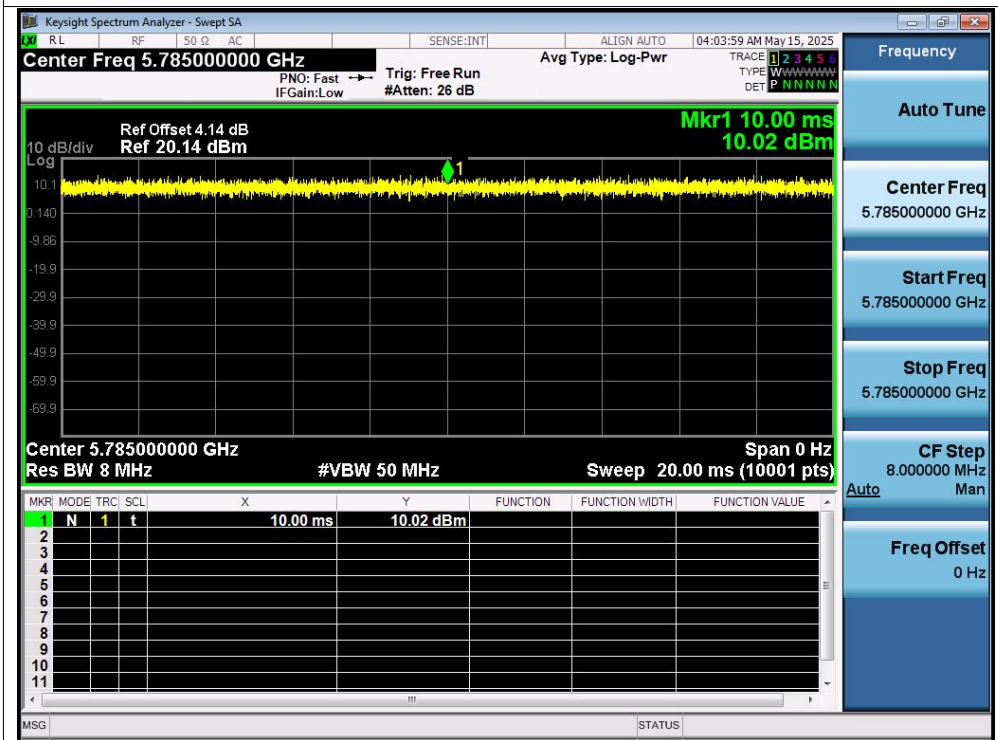 Keysight Spectrum Analyzer - Swept SA
LXI RL RF 50 Ω AC SENSE:INT ALIGN AUTO 04:03:59 AM May 15, 2025
Center Freq 5.785000000 GHz
PNO: Fast
IFGain:Low
Trig: Free Run
#Atten: 26 dB
Avg Type: Log-Pwr
TRACE 1 2 3 4 5 6
TYPE WWWWWW
DET P N N N N N
Frequency
Auto Tune
Center Freq
5.785000000 GHz
Start Freq
5.785000000 GHz
Stop Freq
5.785000000 GHz
CF Step
8.000000 MHz
Auto Man
Freq Offset
0 Hz
Mkr1 10.00 ms
10.02 dBm
Ref Offset 4.14 dB
10 dB/div Ref 20.14 dBm
Log
1
10.1
0.140
-9.86
-19.9
-29.9
-39.9
-49.9
-59.9
-69.9
Center 5.785000000 GHz Span 0 Hz
Res BW 8 MHz #VBW 50 MHz Sweep 20.00 ms (10001 pts)
MKR MODE TRC SCL X Y FUNCTION FUNCTION WIDTH FUNCTION VALUE
1 N 1 t 10.00 ms 10.02 dBm
2
3
4
5
6
7
8
9
10
11
MSG STATUS